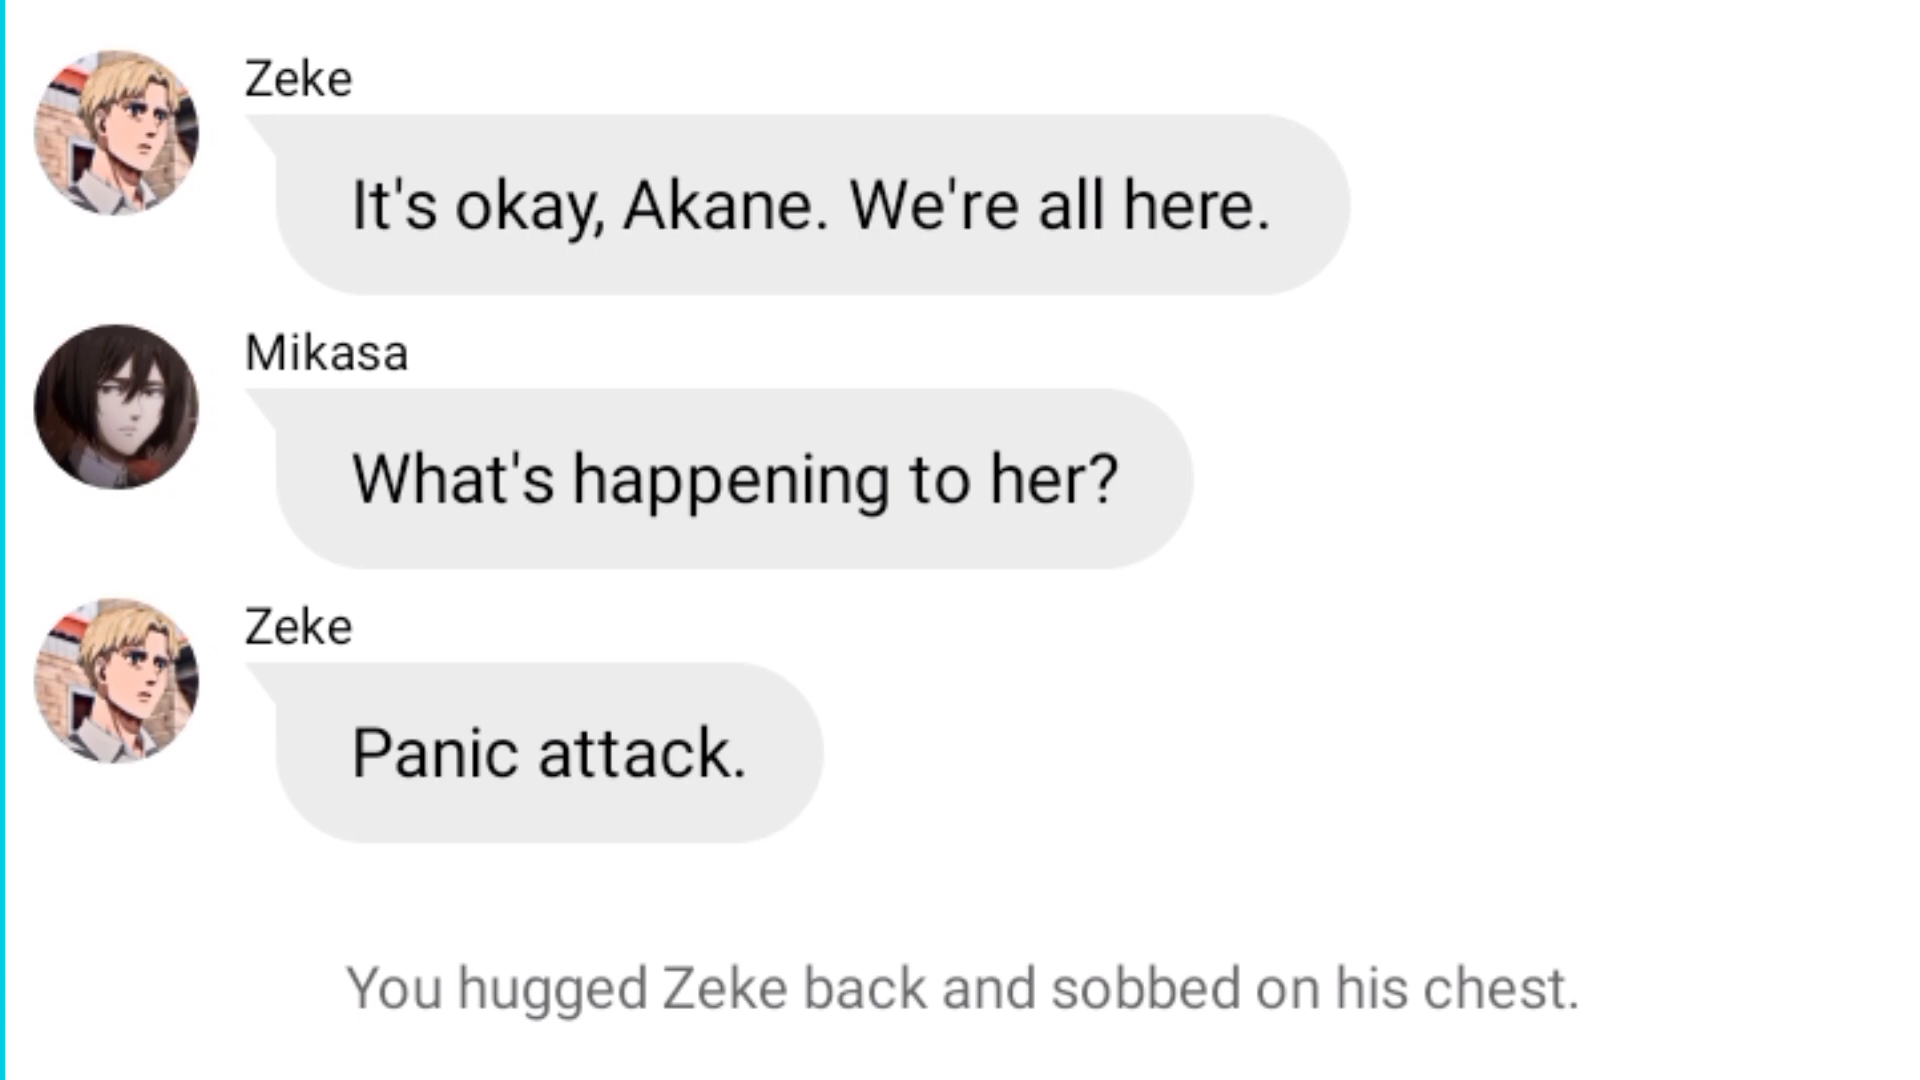 Zeke
It's okay, Akane. We're all here.
Mikasa
What's happening to her?
Zeke
Panic attack.
You hugged Zeke back and sobbed on his chest.